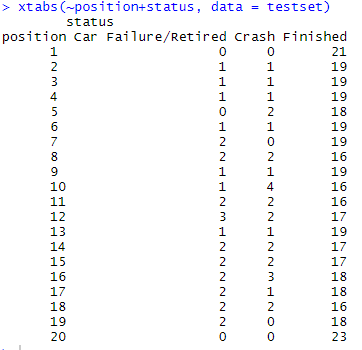 > xtabs(~position+status, data = testset)
status
position Car Failure/Retired Crash Finished
1 0 0 21
2 1 1 19
3 1 1 19
4 1 1 19
5 0 2 18
6 1 1 19
7 2 0 19
8 2 2 16
9 1 1 19
10 1 4 16
11 2 2 16
12 3 2 17
13 1 1 19
14 2 2 17
15 2 2 17
16 2 3 18
17 2 1 18
18 2 2 16
19 2 0 18
20 0 0 23